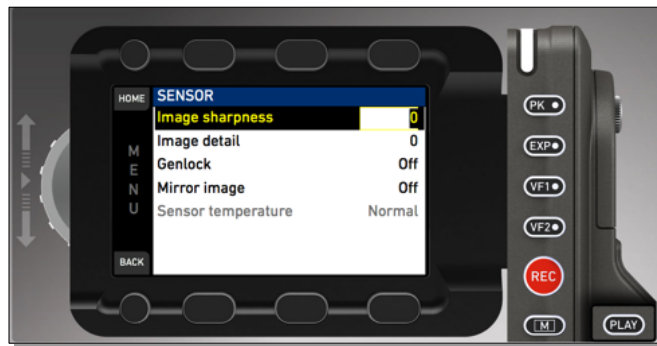 HOME
SENSOR
Image sharpness 0
Image detail 0
Genlock Off
Mirror image Off
Sensor temperature Normal
MENU
BACK
PK
EXP
VF1
VF2
REC
M
PLAY